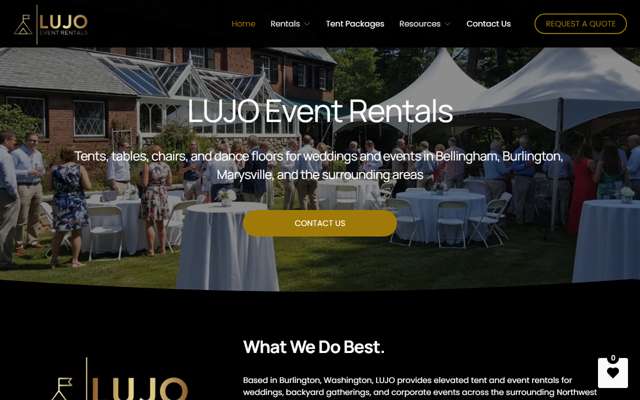 LUJO
EVENT RENTALS
Home
Rentals
Tent Packages
Resources
Contact Us
REQUEST A QUOTE
LUJO Event Rentals
Tents, tables, chairs, and dance floors for weddings and events in Bellingham, Burlington,
Marysville, and the surrounding areas
CONTACT US
What We Do Best.
0
LUJO
Based in Burlington, Washington, LUJO provides elevated tent and event rentals for
weddings, backyard gatherings, and corporate events across the surrounding Northwest